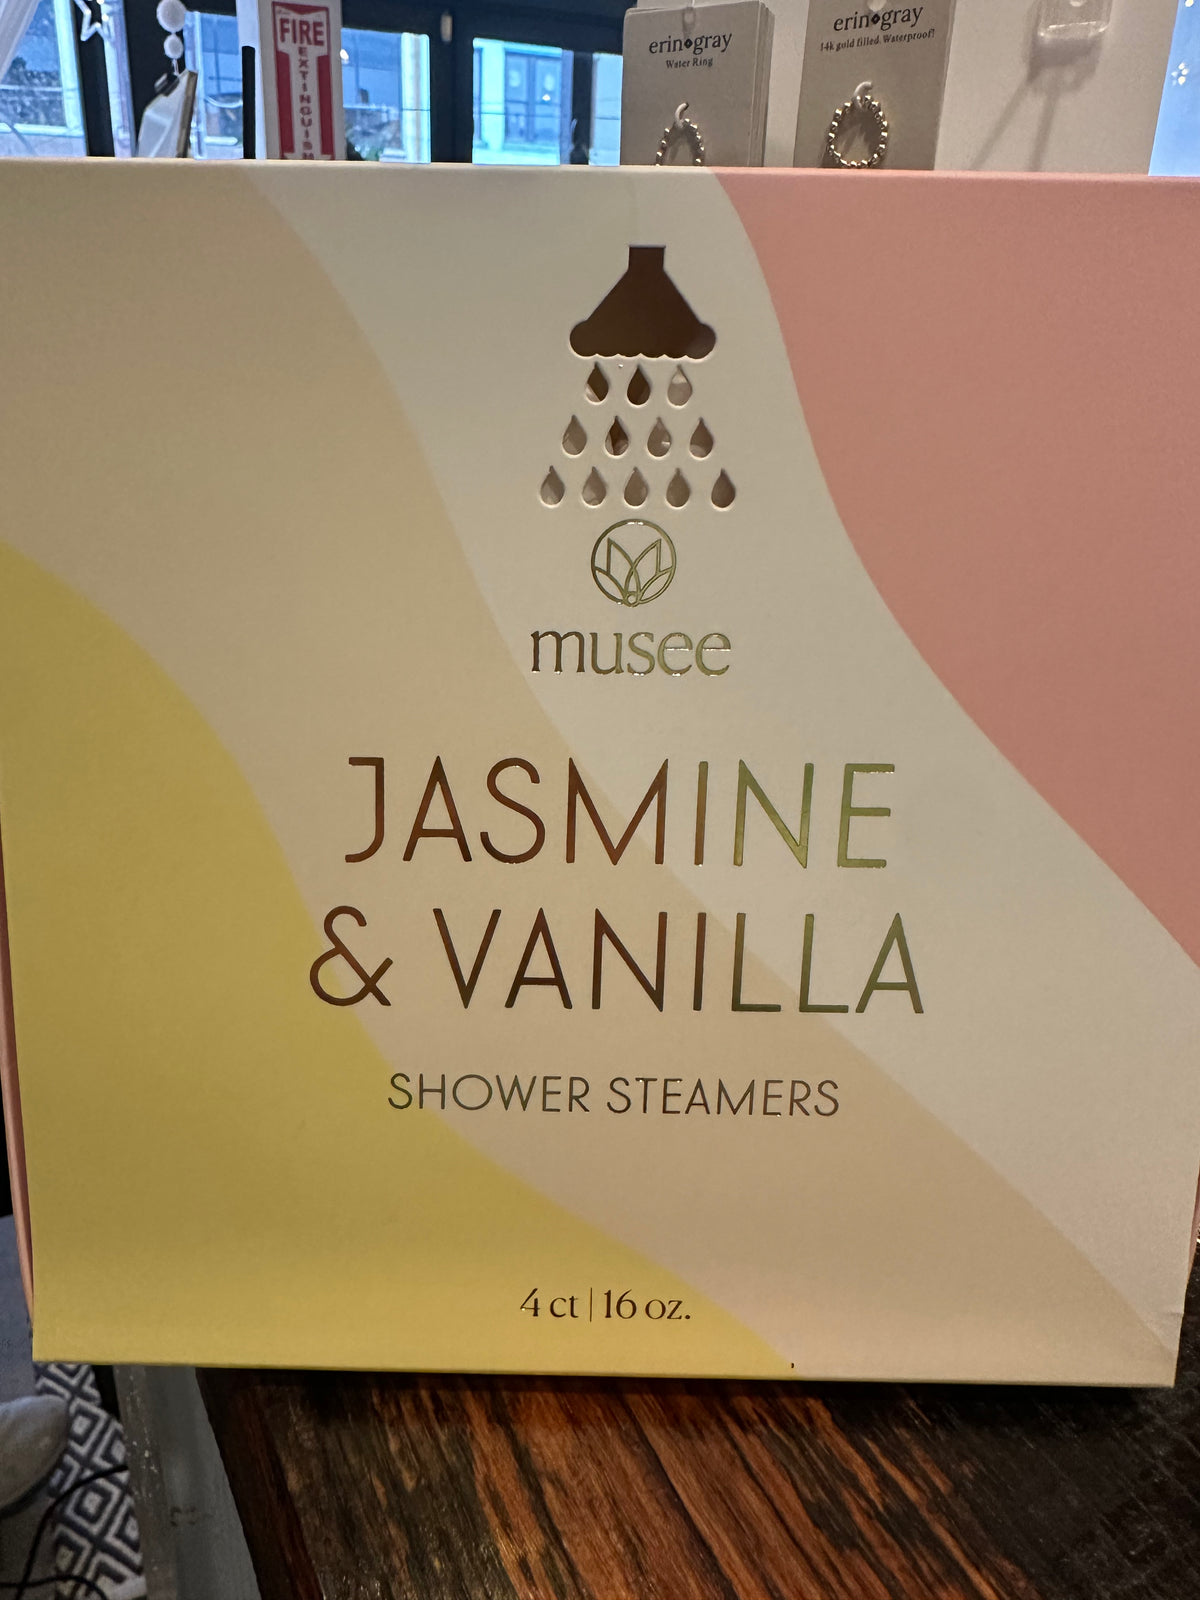 FIRE
EXTINGUISH
erin gray
Water Ring
erin gray
14k gold filled. Waterproof!
musee
JASMINE
& VANILLA
SHOWER STEAMERS
4 ct | 16 oz.